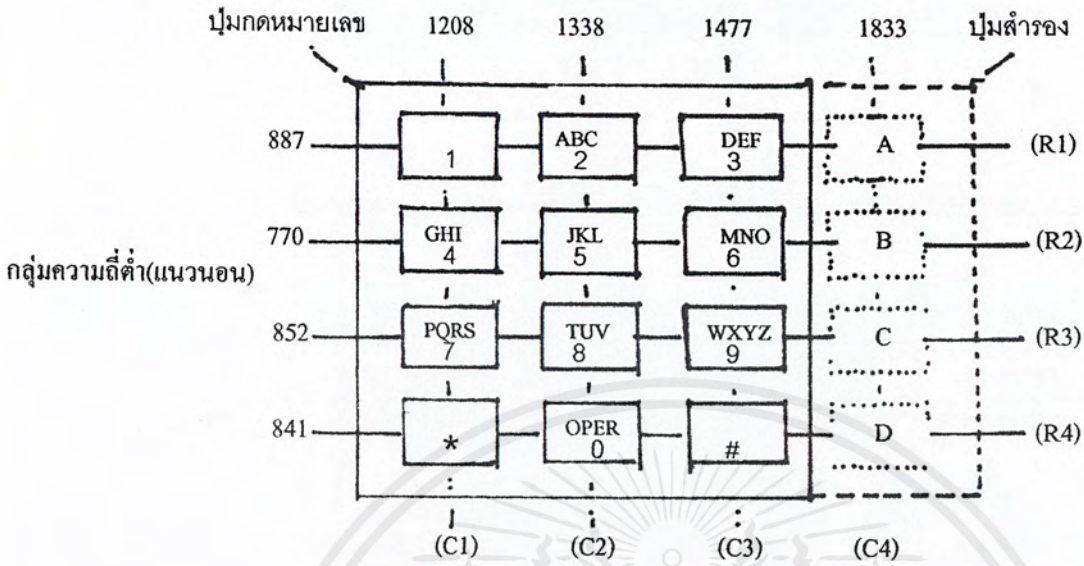 ปุ่มกดหมายเลข 1208 1338 1477 1833 ปุ่มสำรอง
ABC DEF A
887 1 2 3 (R1)
GHI JKL MNO B
770 4 5 6 (R2)
กลุ่มความถี่ต่ำ(แนวนอน)
PQRS TUV WXYZ C
852 7 8 9 (R3)
OPER D
841 * 0 # (R4)
(C1) (C2) (C3) (C4)